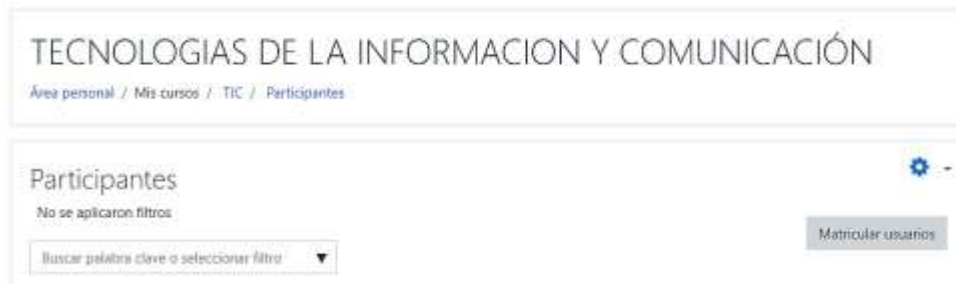 TECNOLOGIAS DE LA INFORMACION Y COMUNICACIÓN
Área personal / Mis cursos / TIC / Participantes
Participantes
No se aplicaron filtros
Matricular usuarios
Buscar palabra clave o seleccionar filtro ▼